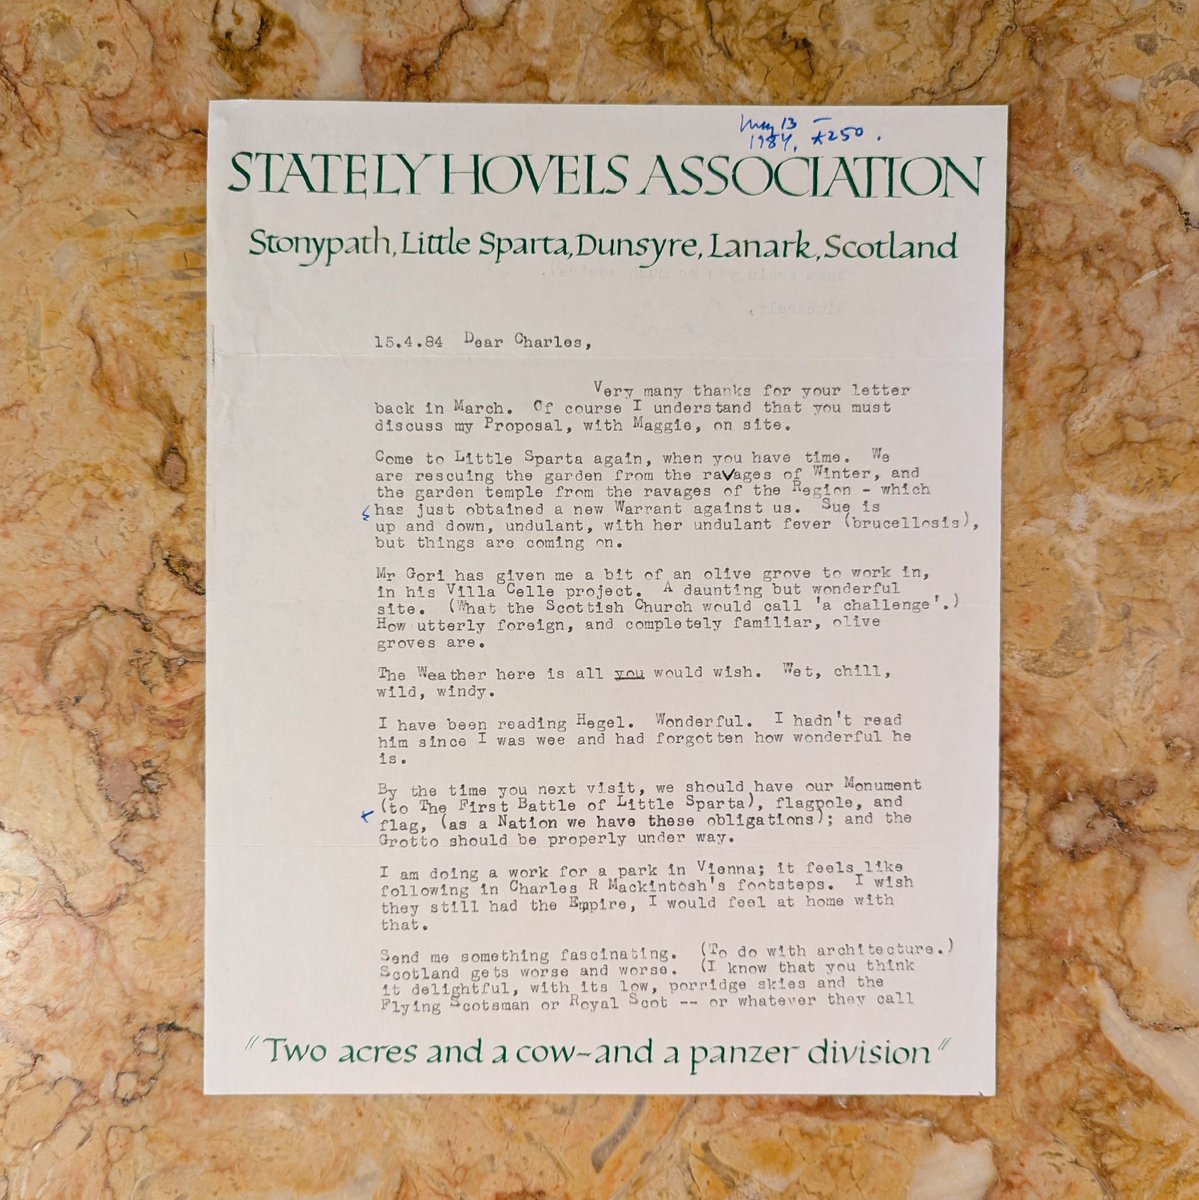 May 13 –
1984, £250.
STATELY HOVELS ASSOCIATION
Stonypath, Little Sparta, Dunsyre, Lanark, Scotland
15.4.84 Dear Charles,
Very many thanks for your letter
back in March. Of course I understand that you must
discuss my Proposal, with Maggie, on site.
Come to Little Sparta again, when you have time. We
are rescuing the garden from the ravages of Winter, and
the garden temple from the ravages of the Region - which
has just obtained a new Warrant against us. Sue is
up and down, undulant, with her undulant fever (brucellosis),
but things are coming on.
Mr Gori has given me a bit of an olive grove to work in,
in his Villa Celle project. A daunting but wonderful
site. (What the Scottish Church would call 'a challenge'.)
How utterly foreign, and completely familiar, olive
groves are.
The Weather here is all you would wish. Wet, chill,
wild, windy.
I have been reading Hegel. Wonderful. I hadn't read
him since I was wee and had forgotten how wonderful he
is.
By the time you next visit, we should have our Monument
(to The First Battle of Little Sparta), flagpole, and
flag, (as a Nation we have these obligations); and the
Grotto should be properly under way.
I am doing a work for a park in Vienna; it feels like
following in Charles R Mackintosh's footsteps. I wish
they still had the Empire, I would feel at home with
that.
Send me something fascinating. (To do with architecture.)
Scotland gets worse and worse. (I know that you think
it delightful, with its low, porridge skies and the
Flying Scotsman or Royal Scot -- or whatever they call
"Two acres and a cow–and a panzer division"